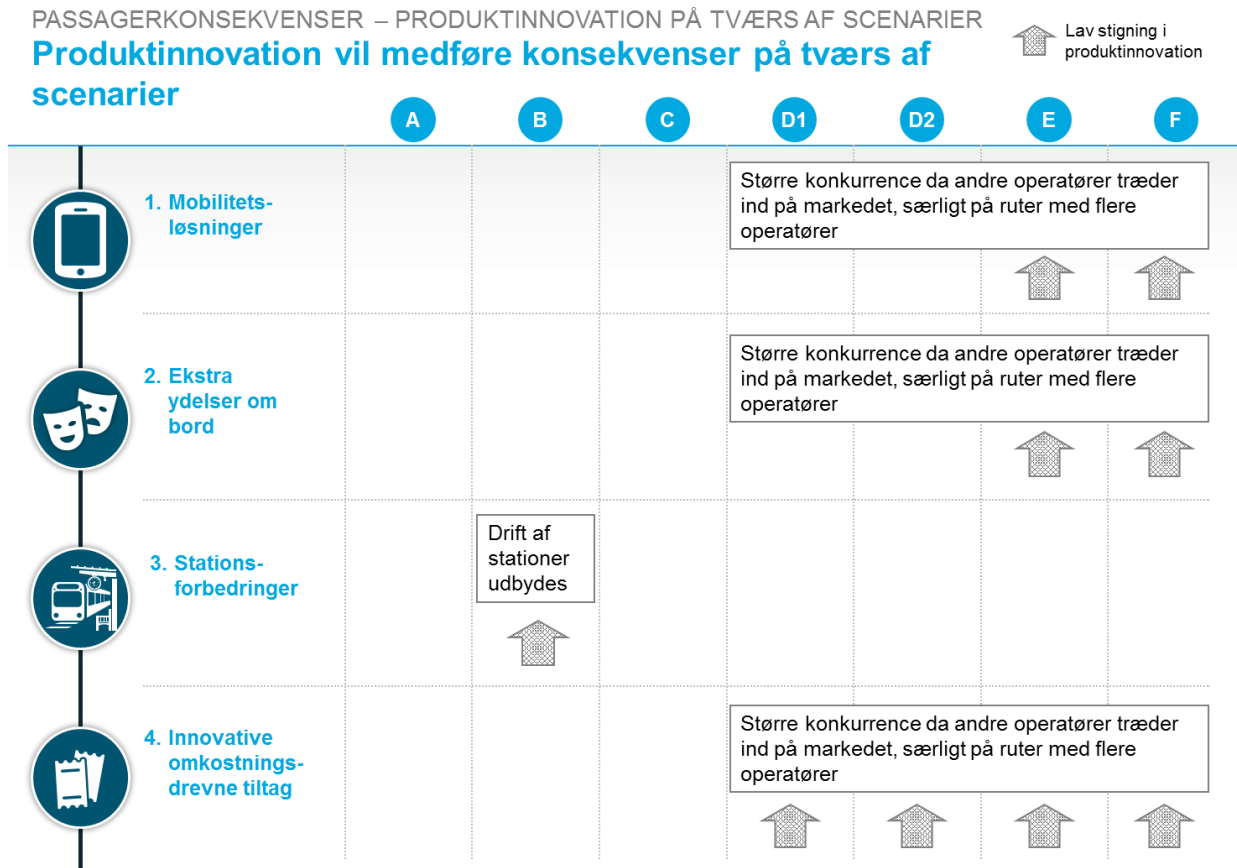 PASSAGERKONSEKVENSER – PRODUKTINNOVATION PÅ TVÆRS AF SCENARIER
Produktinnovation vil medføre konsekvenser på tværs af
scenarier
Lav stigning i
produktinnovation
A
B
C
D1
D2
E
F
1. Mobilitets-
løsninger
Større konkurrence da andre operatører træder
ind på markedet, særligt på ruter med flere
operatører
2. Ekstra
ydelser om
bord
Større konkurrence da andre operatører træder
ind på markedet, særligt på ruter med flere
operatører
3. Stations-
forbedringer
Drift af
stationer
udbydes
4. Innovative
omkostnings-
drevne tiltag
Større konkurrence da andre operatører træder
ind på markedet, særligt på ruter med flere
operatører